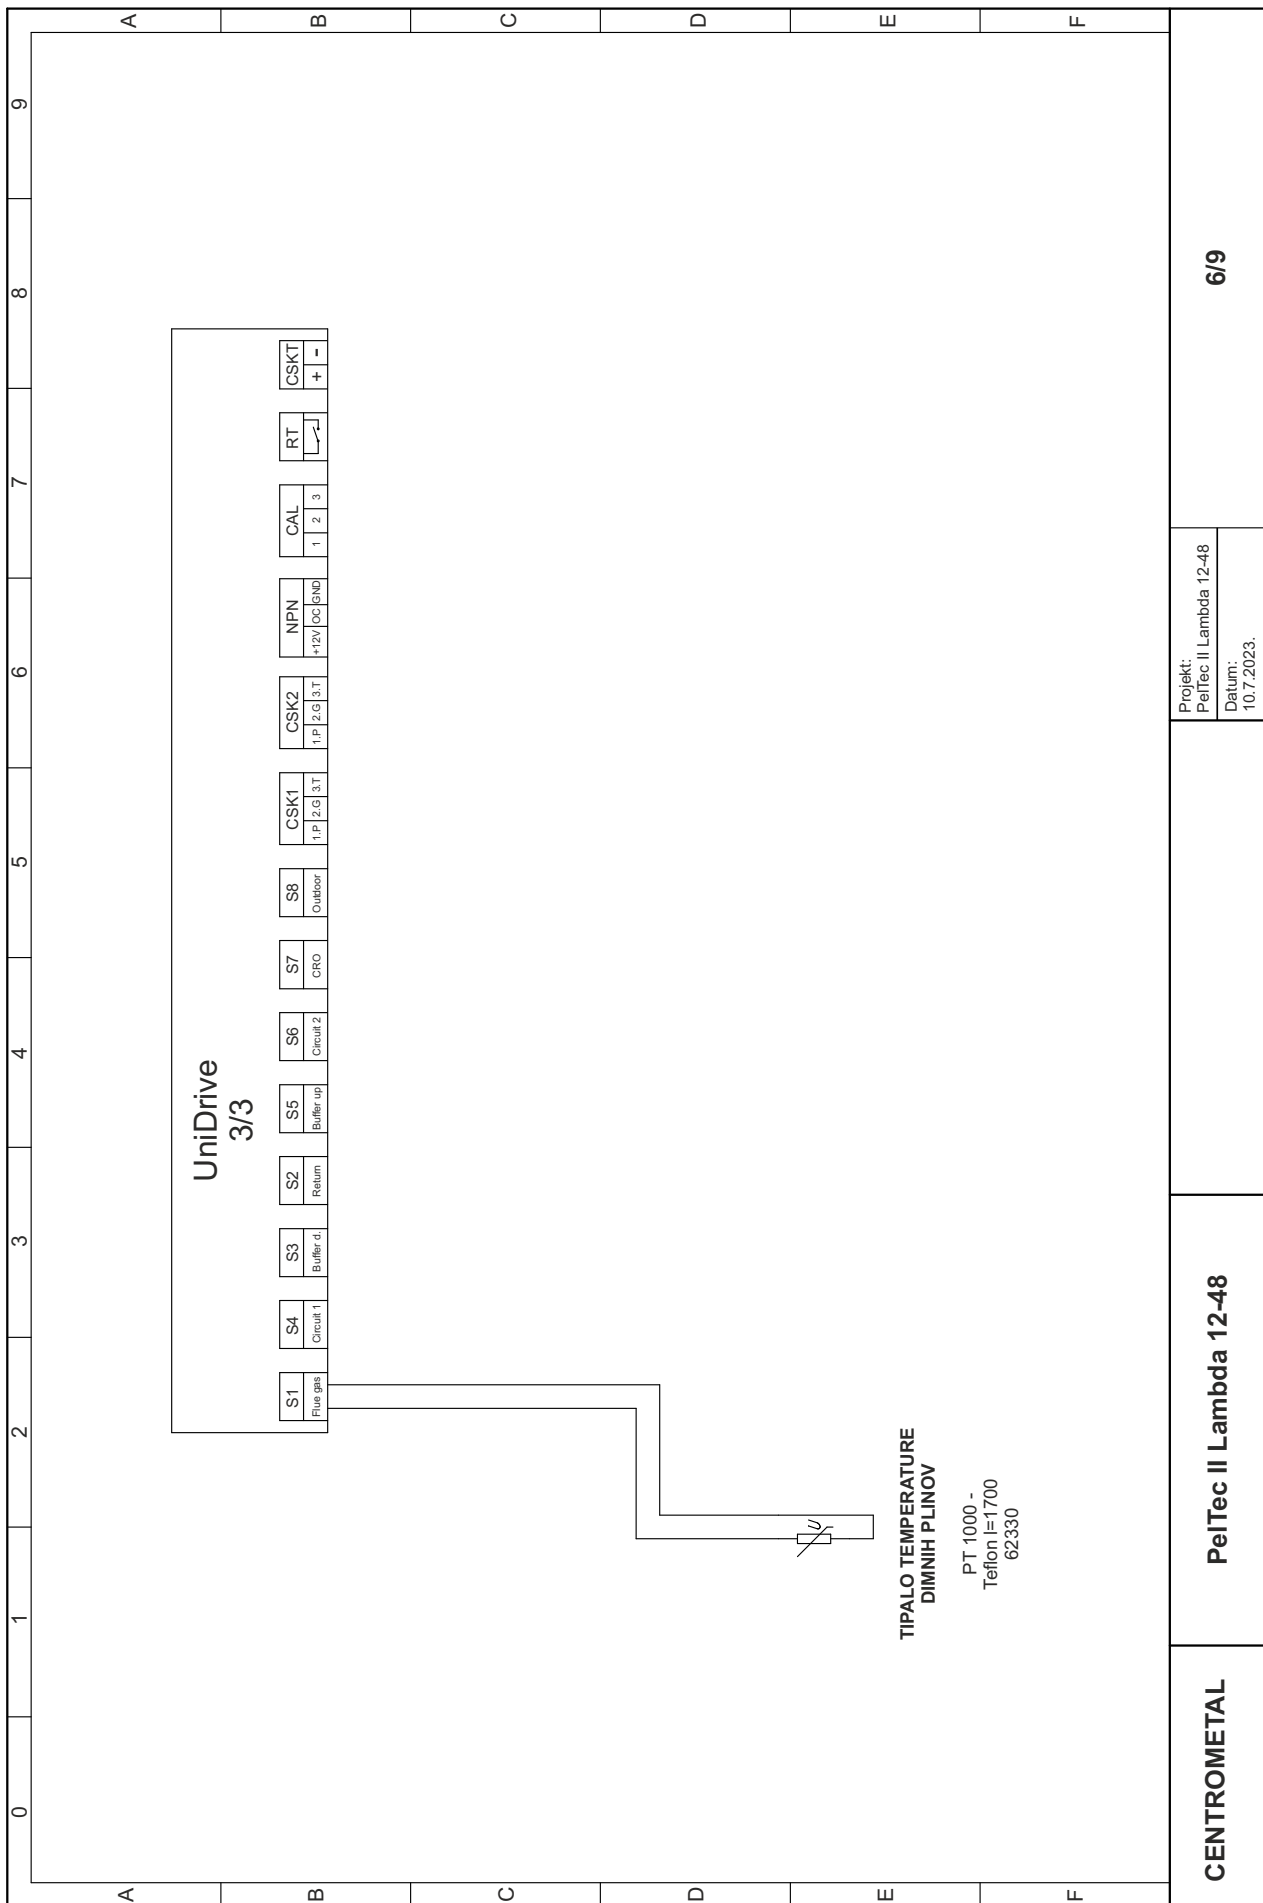 0 1 2 3 4 5 6 7 8 9
A A
B B
C C
D D
E E
F F
UniDrive
3/3
S1 S4 S3 S2 S5 S6 S7 S8 CSK1 CSK2 NPN CAL RT CSKT
Flue gas Circuit 1 Buffer d. Return Buffer up Circuit 2 CRO Outdoor 1.P 2.G 3.T 1.P 2.G 3.T +12V OC GND 1 2 3 + -
U
TIPALO TEMPERATURE
DIMNIH PLINOV
PT 1000 -
Teflon l=1700
62330
CENTROMETAL
PelTec II Lambda 12-48
Projekt:
PelTec II Lambda 12-48
Datum:
10.7.2023.
6/9